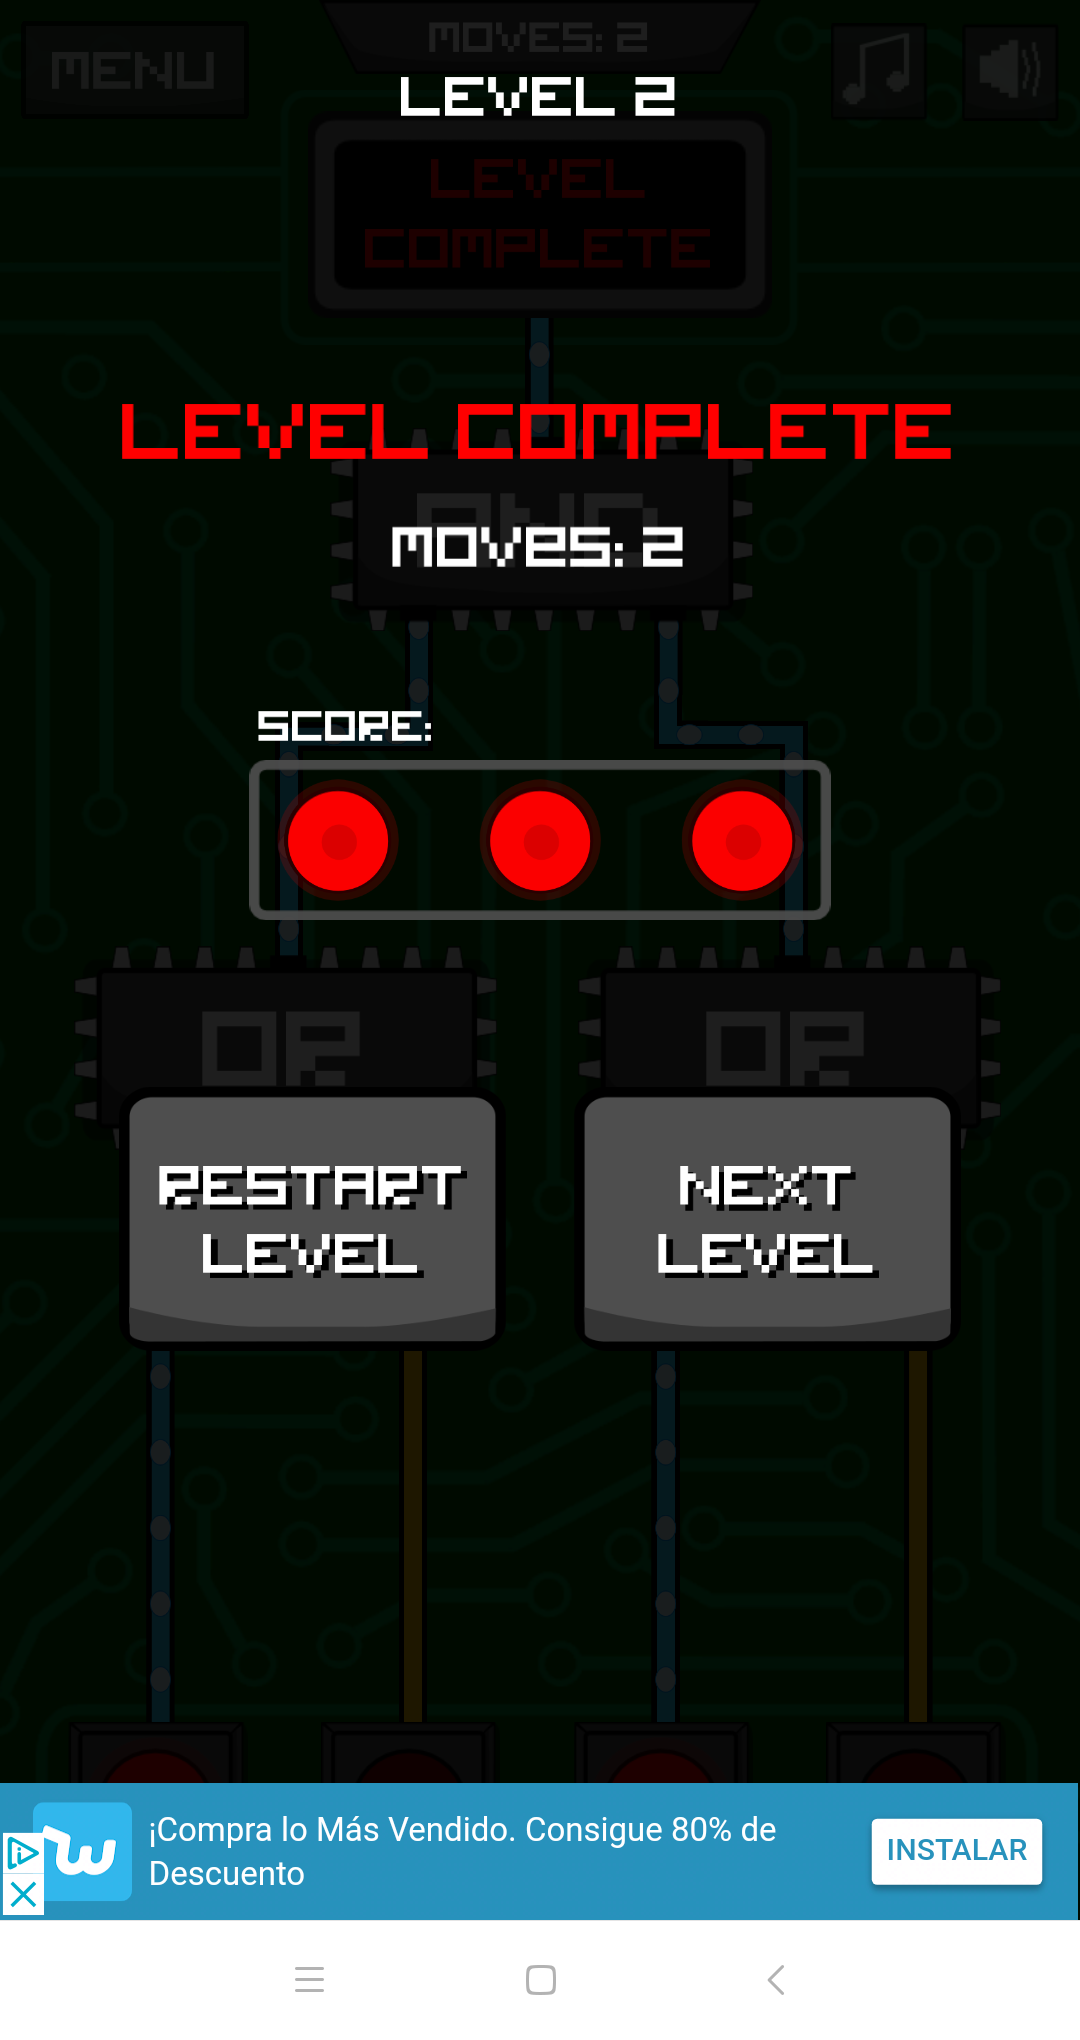 MOVES: 2
MENU
LEVEL 2
LEVEL
COMPLETE
LEVEL COMPLETE
AND
MOVES: 2
SCORE:
OR OR
RESTART
LEVEL
NEXT
LEVEL
¡Compra lo Más Vendido. Consigue 80% de
Descuento
INSTALAR